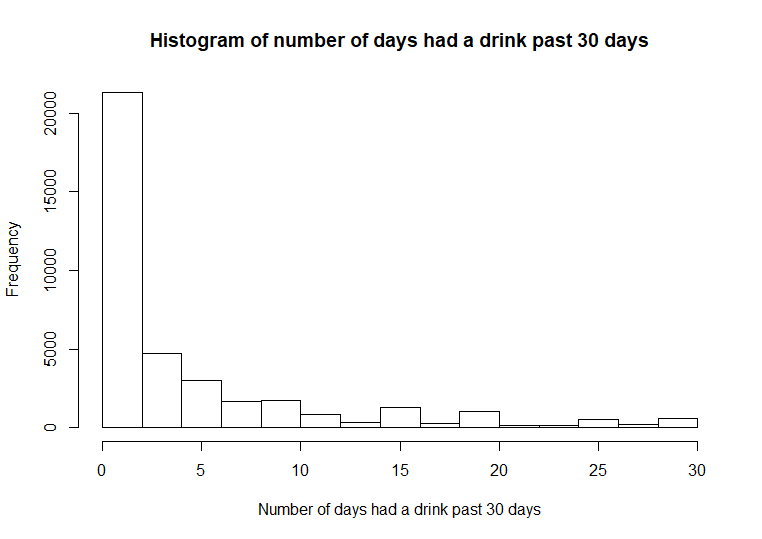 Histogram of number of days had a drink past 30 days
20000
15000
10000
5000
0
Frequency
0 5 10 15 20 25 30
Number of days had a drink past 30 days